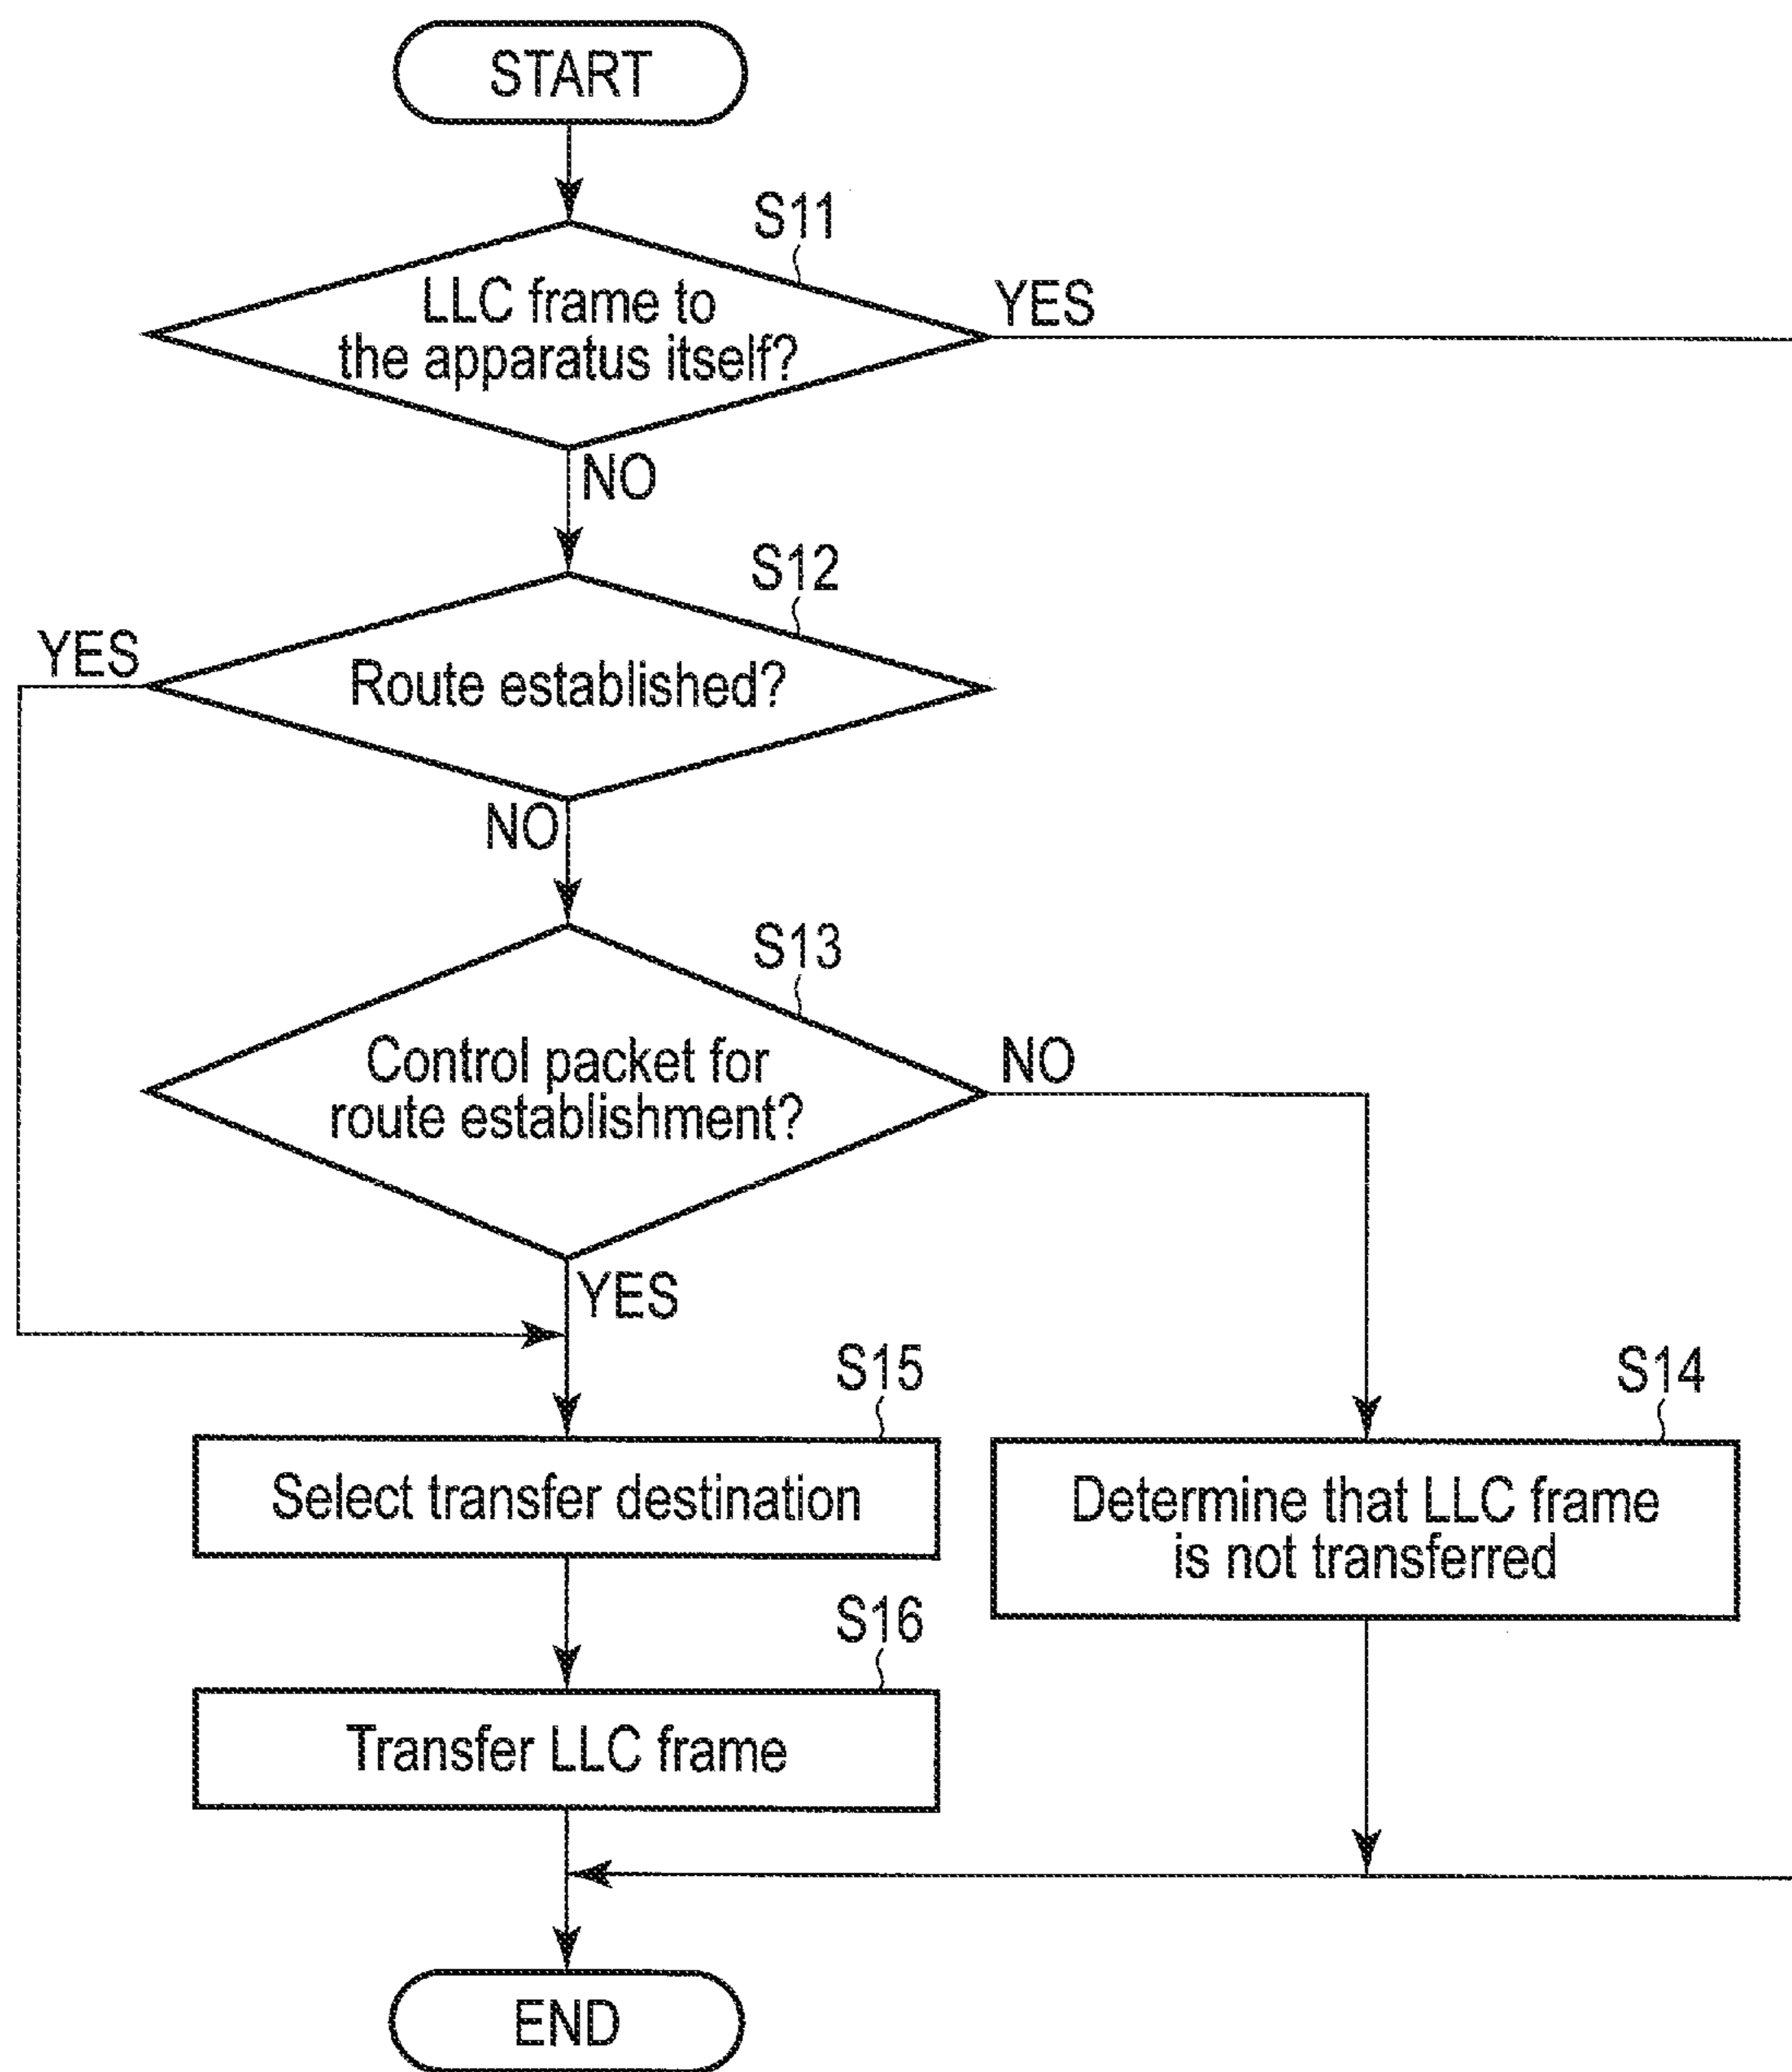 START
S11
LLC frame to
the apparatus itself?
YES
NO
S12
YES
Route established?
NO
S13
Control packet for
route establishment?
NO
YES
S15
S14
Select transfer destination
Determine that LLC frame
is not transferred
S16
Transfer LLC frame
END